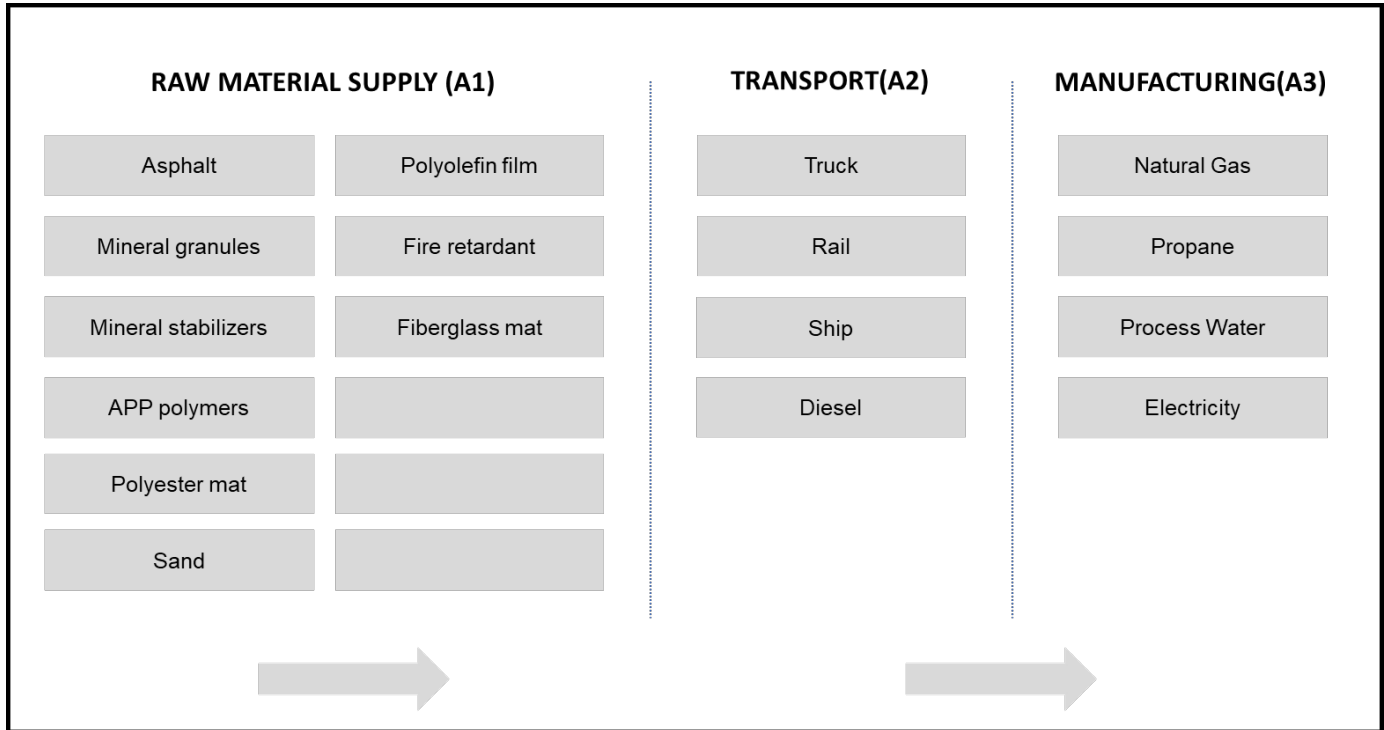 RAW MATERIAL SUPPLY (A1)
Asphalt
Mineral granules
Mineral stabilizers
APP polymers
Polyester mat
Sand
Polyolefin film
Fire retardant
Fiberglass mat
TRANSPORT(A2)
Truck
Rail
Ship
Diesel
MANUFACTURING(A3)
Natural Gas
Propane
Process Water
Electricity